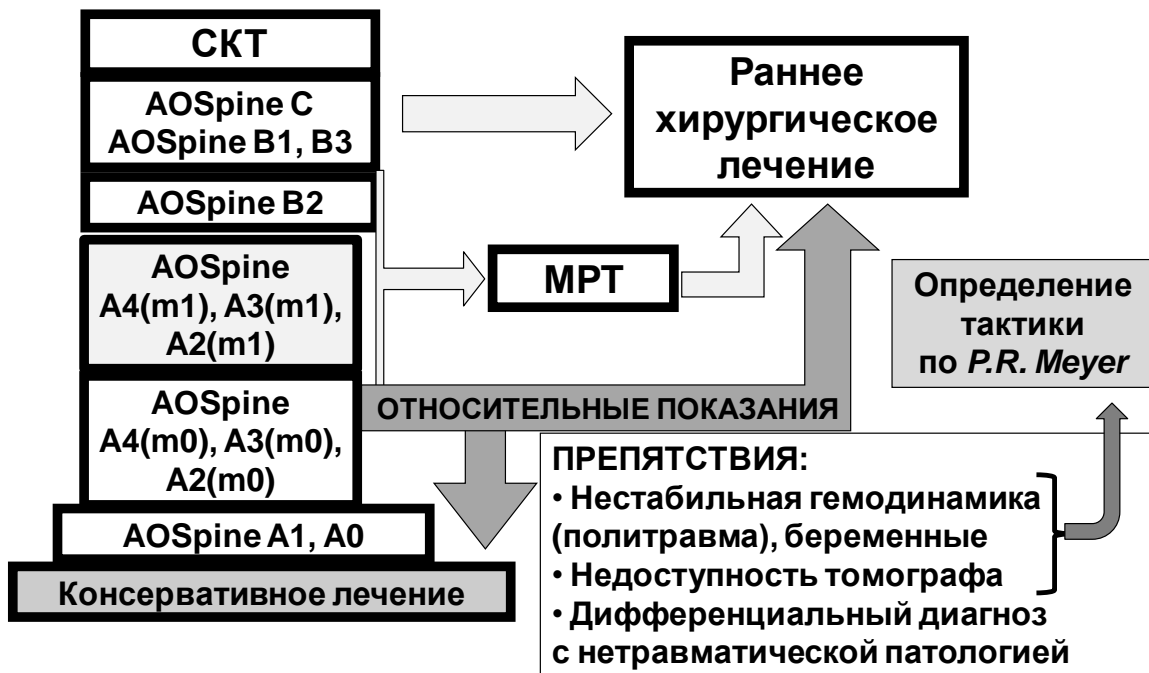 СКТ
AOSpine C
AOSpine B1, B3
AOSpine B2
AOSpine
A4(m1), A3(m1),
A2(m1)
AOSpine
A4(m0), A3(m0),
A2(m0)
AOSpine A1, A0
Консервативное лечение
Раннее
хирургическое
лечение
МРТ
ОТНОСИТЕЛЬНЫЕ ПОКАЗАНИЯ
Определение
тактики
по P.R. Meyer
ПРЕПЯТСТВИЯ:
• Нестабильная гемодинамика
(политравма), беременные
• Недоступность томографа
• Дифференциальный диагноз
с нетравматической патологией